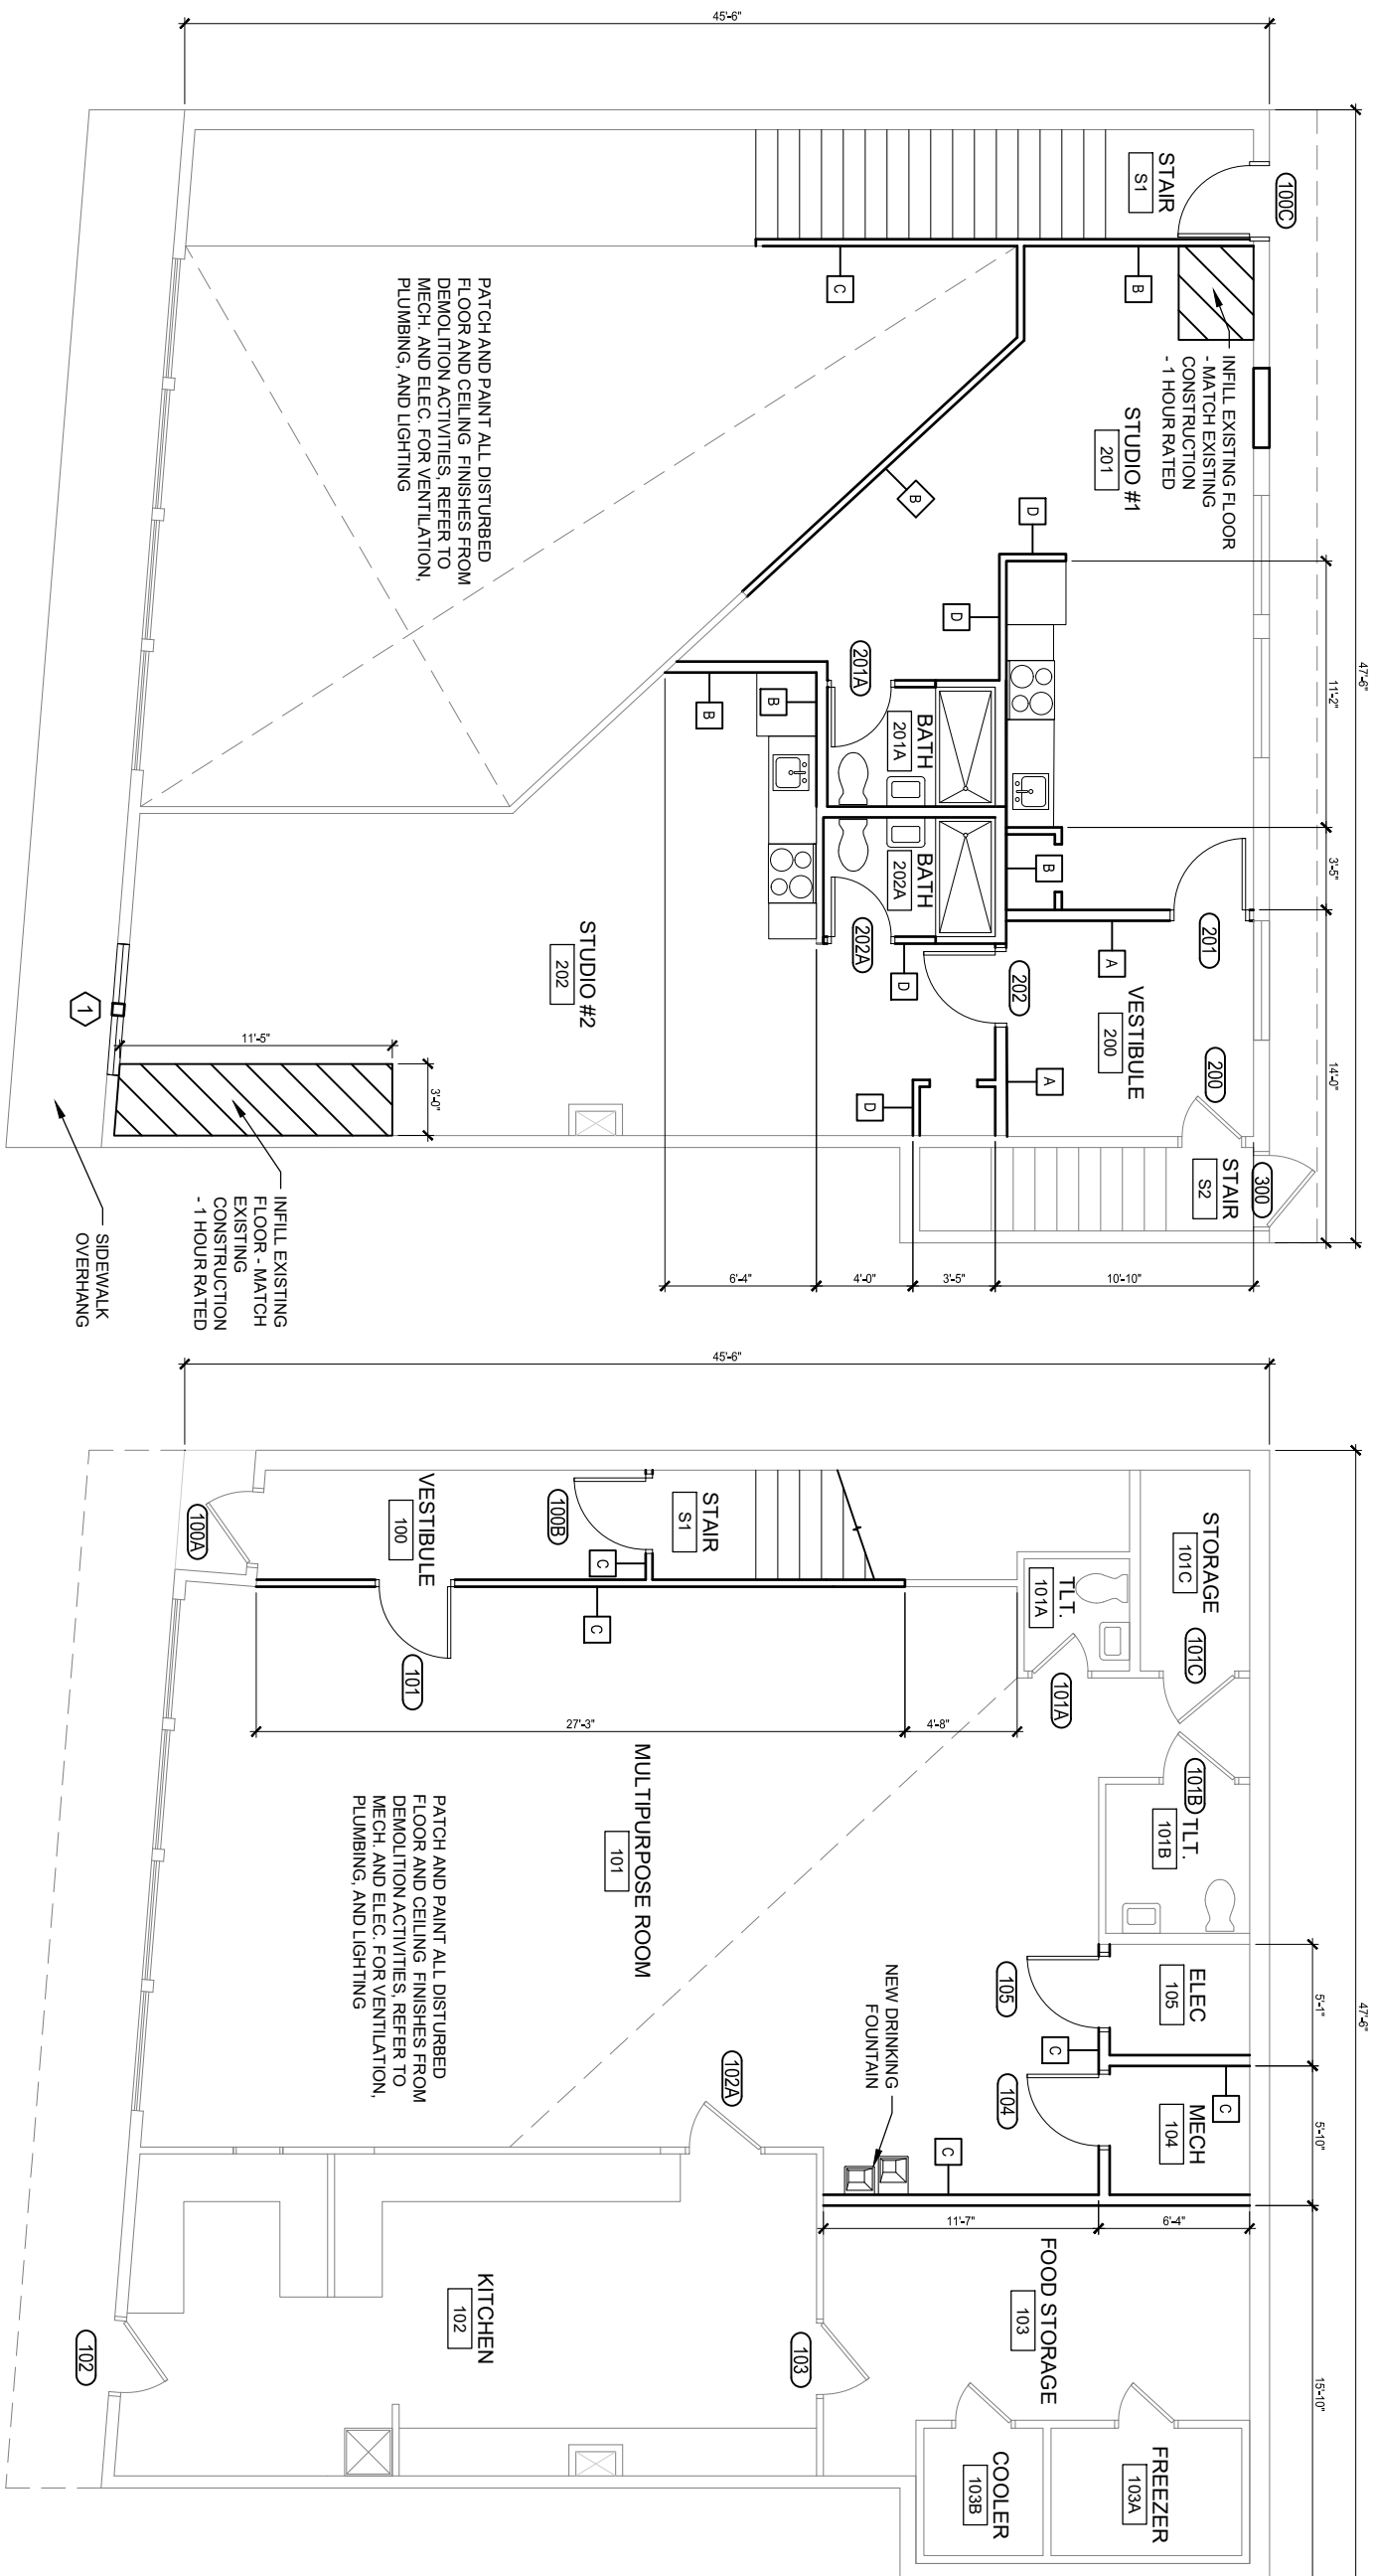 45'-6"
47'-6"
100C
STAIR
S1
B
C
INFILL EXISTING FLOOR
- MATCH EXISTING
CONSTRUCTION
- 1 HOUR RATED
11'-2"
3'-5"
14'-0"
STUDIO #1
201
B
D
D
PATCH AND PAINT ALL DISTURBED
FLOOR AND CEILING FINISHES FROM
DEMOLITION ACTIVITIES, REFER TO
MECH. AND ELEC. FOR VENTILATION,
PLUMBING, AND LIGHTING
201A
BATH
201A
B
B
BATH
202A
B
202A
D
201
A
202
VESTIBULE
200
200
A
D
STUDIO #2
202
1
11'-5"
3'-0"
STAIR
S2
300
6'-4"
4'-0"
3'-5"
10'-10"
INFILL EXISTING
FLOOR - MATCH
EXISTING
CONSTRUCTION
- 1 HOUR RATED
SIDEWALK
OVERHANG
45'-6"
47'-6"
STORAGE
101C
101C
STAIR
S1
100B
VESTIBULE
100
100A
C
C
TLT.
101A
101A
101
27'-3"
4'-8"
101B
TLT.
101B
MULTIPURPOSE ROOM
101
PATCH AND PAINT ALL DISTURBED
FLOOR AND CEILING FINISHES FROM
DEMOLITION ACTIVITIES, REFER TO
MECH. AND ELEC. FOR VENTILATION,
PLUMBING, AND LIGHTING
5'-1"
5'-10"
15'-10"
ELEC
105
105
C
C
MECH
104
104
NEW DRINKING
FOUNTAIN
C
102A
11'-7"
6'-4"
FOOD STORAGE
103
KITCHEN
102
103
102
COOLER
103B
FREEZER
103A